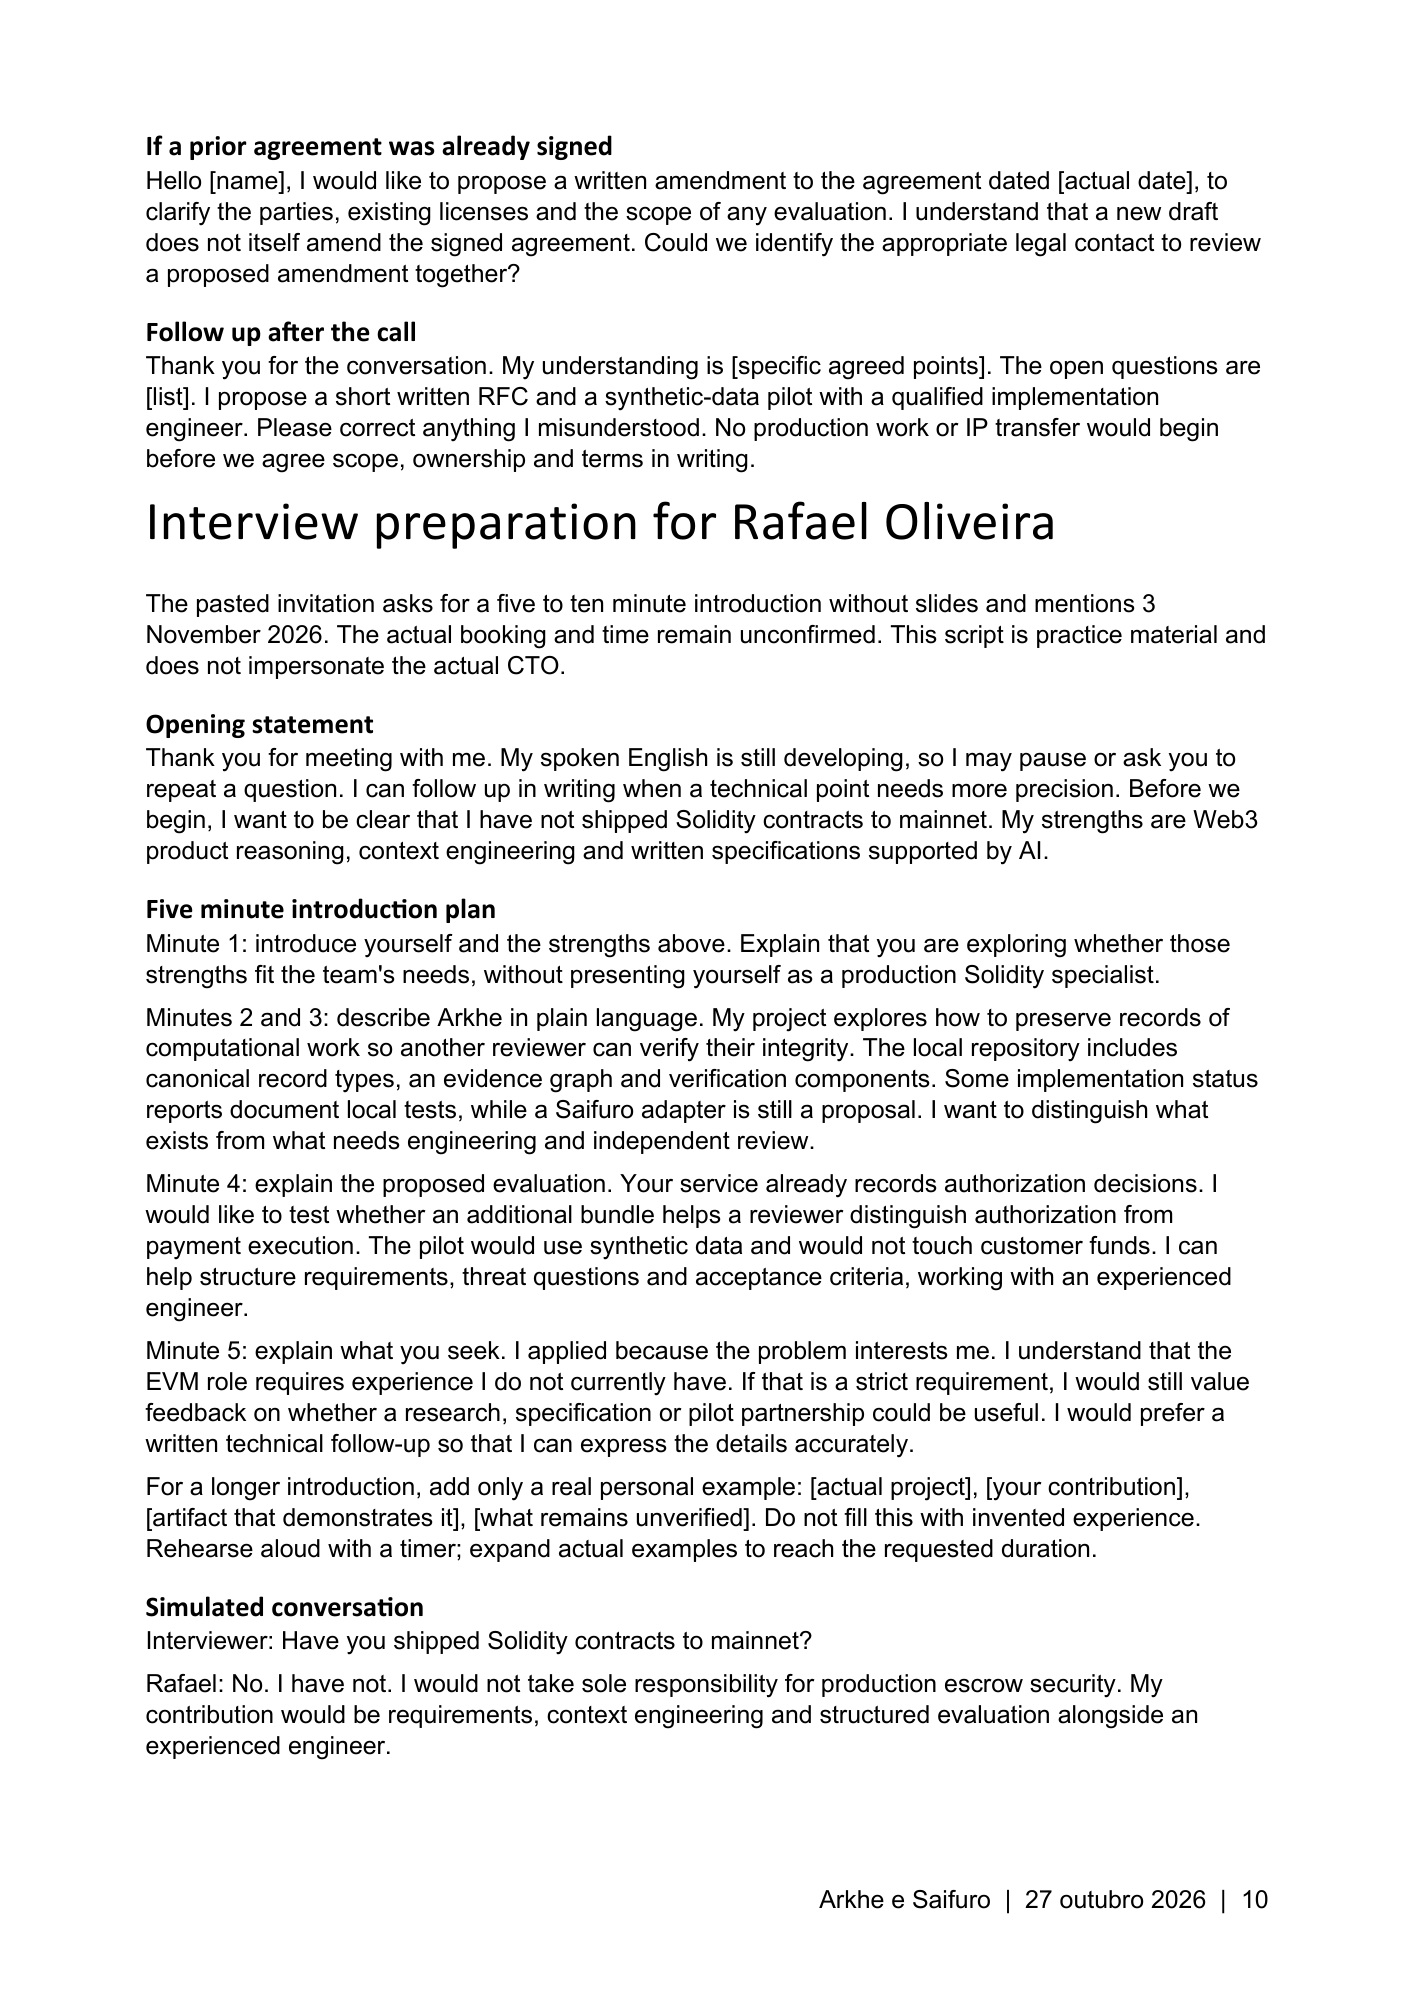 If a prior agreement was already signed
Hello [name], I would like to propose a written amendment to the agreement dated [actual date], to
clarify the parties, existing licenses and the scope of any evaluation. I understand that a new draft
does not itself amend the signed agreement. Could we identify the appropriate legal contact to review
a proposed amendment together?
Follow up after the call
Thank you for the conversation. My understanding is [specific agreed points]. The open questions are
[list]. I propose a short written RFC and a synthetic-data pilot with a qualified implementation
engineer. Please correct anything I misunderstood. No production work or IP transfer would begin
before we agree scope, ownership and terms in writing.
Interview preparation for Rafael Oliveira
The pasted invitation asks for a five to ten minute introduction without slides and mentions 3
November 2026. The actual booking and time remain unconfirmed. This script is practice material and
does not impersonate the actual CTO.
Opening statement
Thank you for meeting with me. My spoken English is still developing, so I may pause or ask you to
repeat a question. I can follow up in writing when a technical point needs more precision. Before we
begin, I want to be clear that I have not shipped Solidity contracts to mainnet. My strengths are Web3
product reasoning, context engineering and written specifications supported by AI.
Five minute introduction plan
Minute 1: introduce yourself and the strengths above. Explain that you are exploring whether those
strengths fit the team's needs, without presenting yourself as a production Solidity specialist.
Minutes 2 and 3: describe Arkhe in plain language. My project explores how to preserve records of
computational work so another reviewer can verify their integrity. The local repository includes
canonical record types, an evidence graph and verification components. Some implementation status
reports document local tests, while a Saifuro adapter is still a proposal. I want to distinguish what
exists from what needs engineering and independent review.
Minute 4: explain the proposed evaluation. Your service already records authorization decisions. I
would like to test whether an additional bundle helps a reviewer distinguish authorization from
payment execution. The pilot would use synthetic data and would not touch customer funds. I can
help structure requirements, threat questions and acceptance criteria, working with an experienced
engineer.
Minute 5: explain what you seek. I applied because the problem interests me. I understand that the
EVM role requires experience I do not currently have. If that is a strict requirement, I would still value
feedback on whether a research, specification or pilot partnership could be useful. I would prefer a
written technical follow-up so that I can express the details accurately.
For a longer introduction, add only a real personal example: [actual project], [your contribution],
[artifact that demonstrates it], [what remains unverified]. Do not fill this with invented experience.
Rehearse aloud with a timer; expand actual examples to reach the requested duration.
Simulated conversation
Interviewer: Have you shipped Solidity contracts to mainnet?
Rafael: No. I have not. I would not take sole responsibility for production escrow security. My
contribution would be requirements, context engineering and structured evaluation alongside an
experienced engineer.
Arkhe e Saifuro | 27 outubro 2026 | 10